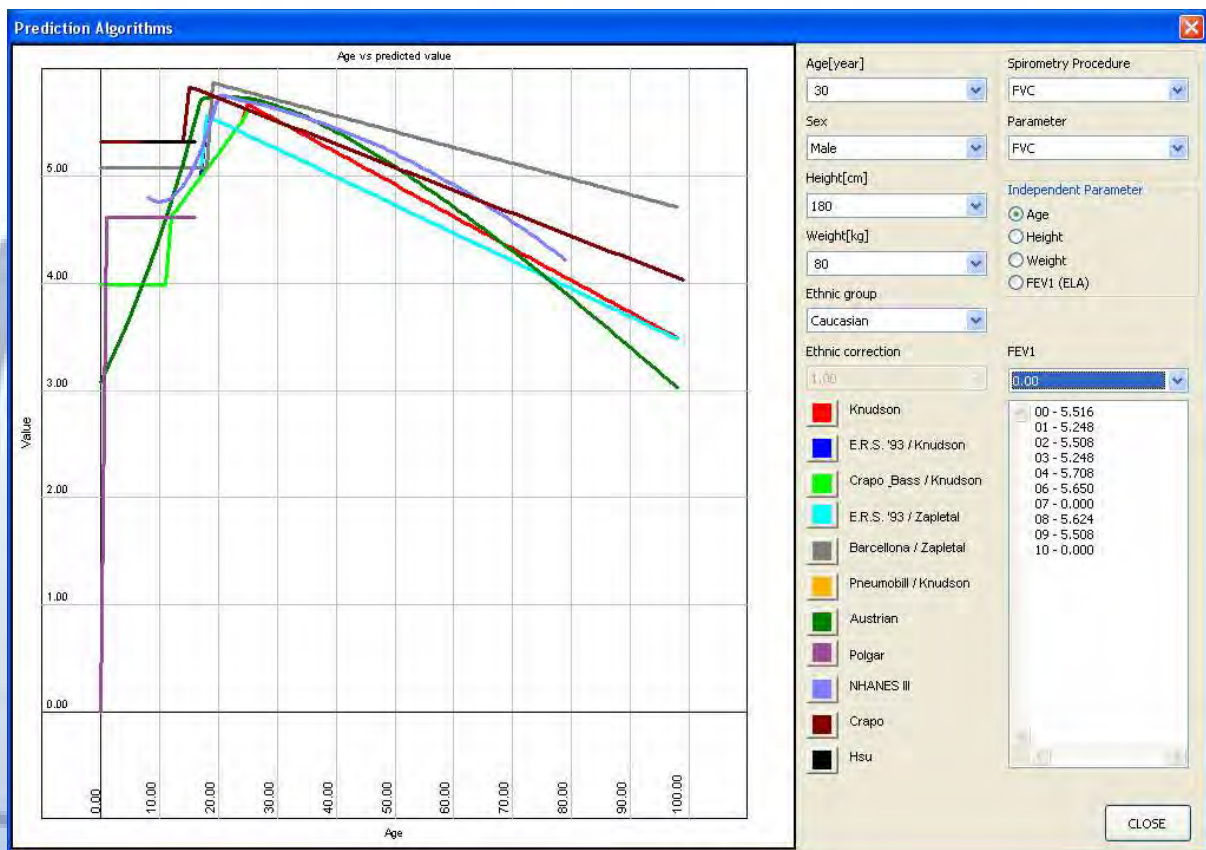 Prediction Algorithms
Age vs predicted value
5.00
4.00
3.00
2.00
1.00
0.00
Value
0.00
10.00
20.00
30.00
40.00
50.00
60.00
70.00
80.00
90.00
100.00
Age
Age[year]
30
Sex
Male
Height[cm]
180
Weight[kg]
80
Ethnic group
Caucasian
Ethnic correction
1.00
Knudson
E.R.S. '93 / Knudson
Crapo_Bass / Knudson
E.R.S. '93 / Zapletal
Barcellona / Zapletal
Pneumobill / Knudson
Austrian
Polgar
NHANES III
Crapo
Hsu
Spirometry Procedure
FVC
Parameter
FVC
Independent Parameter
Age
Height
Weight
FEV1 (ELA)
FEV1
0.00
00 - 5.516
01 - 5.248
02 - 5.508
03 - 5.248
04 - 5.708
06 - 5.650
07 - 0.000
08 - 5.624
09 - 5.508
10 - 0.000
CLOSE